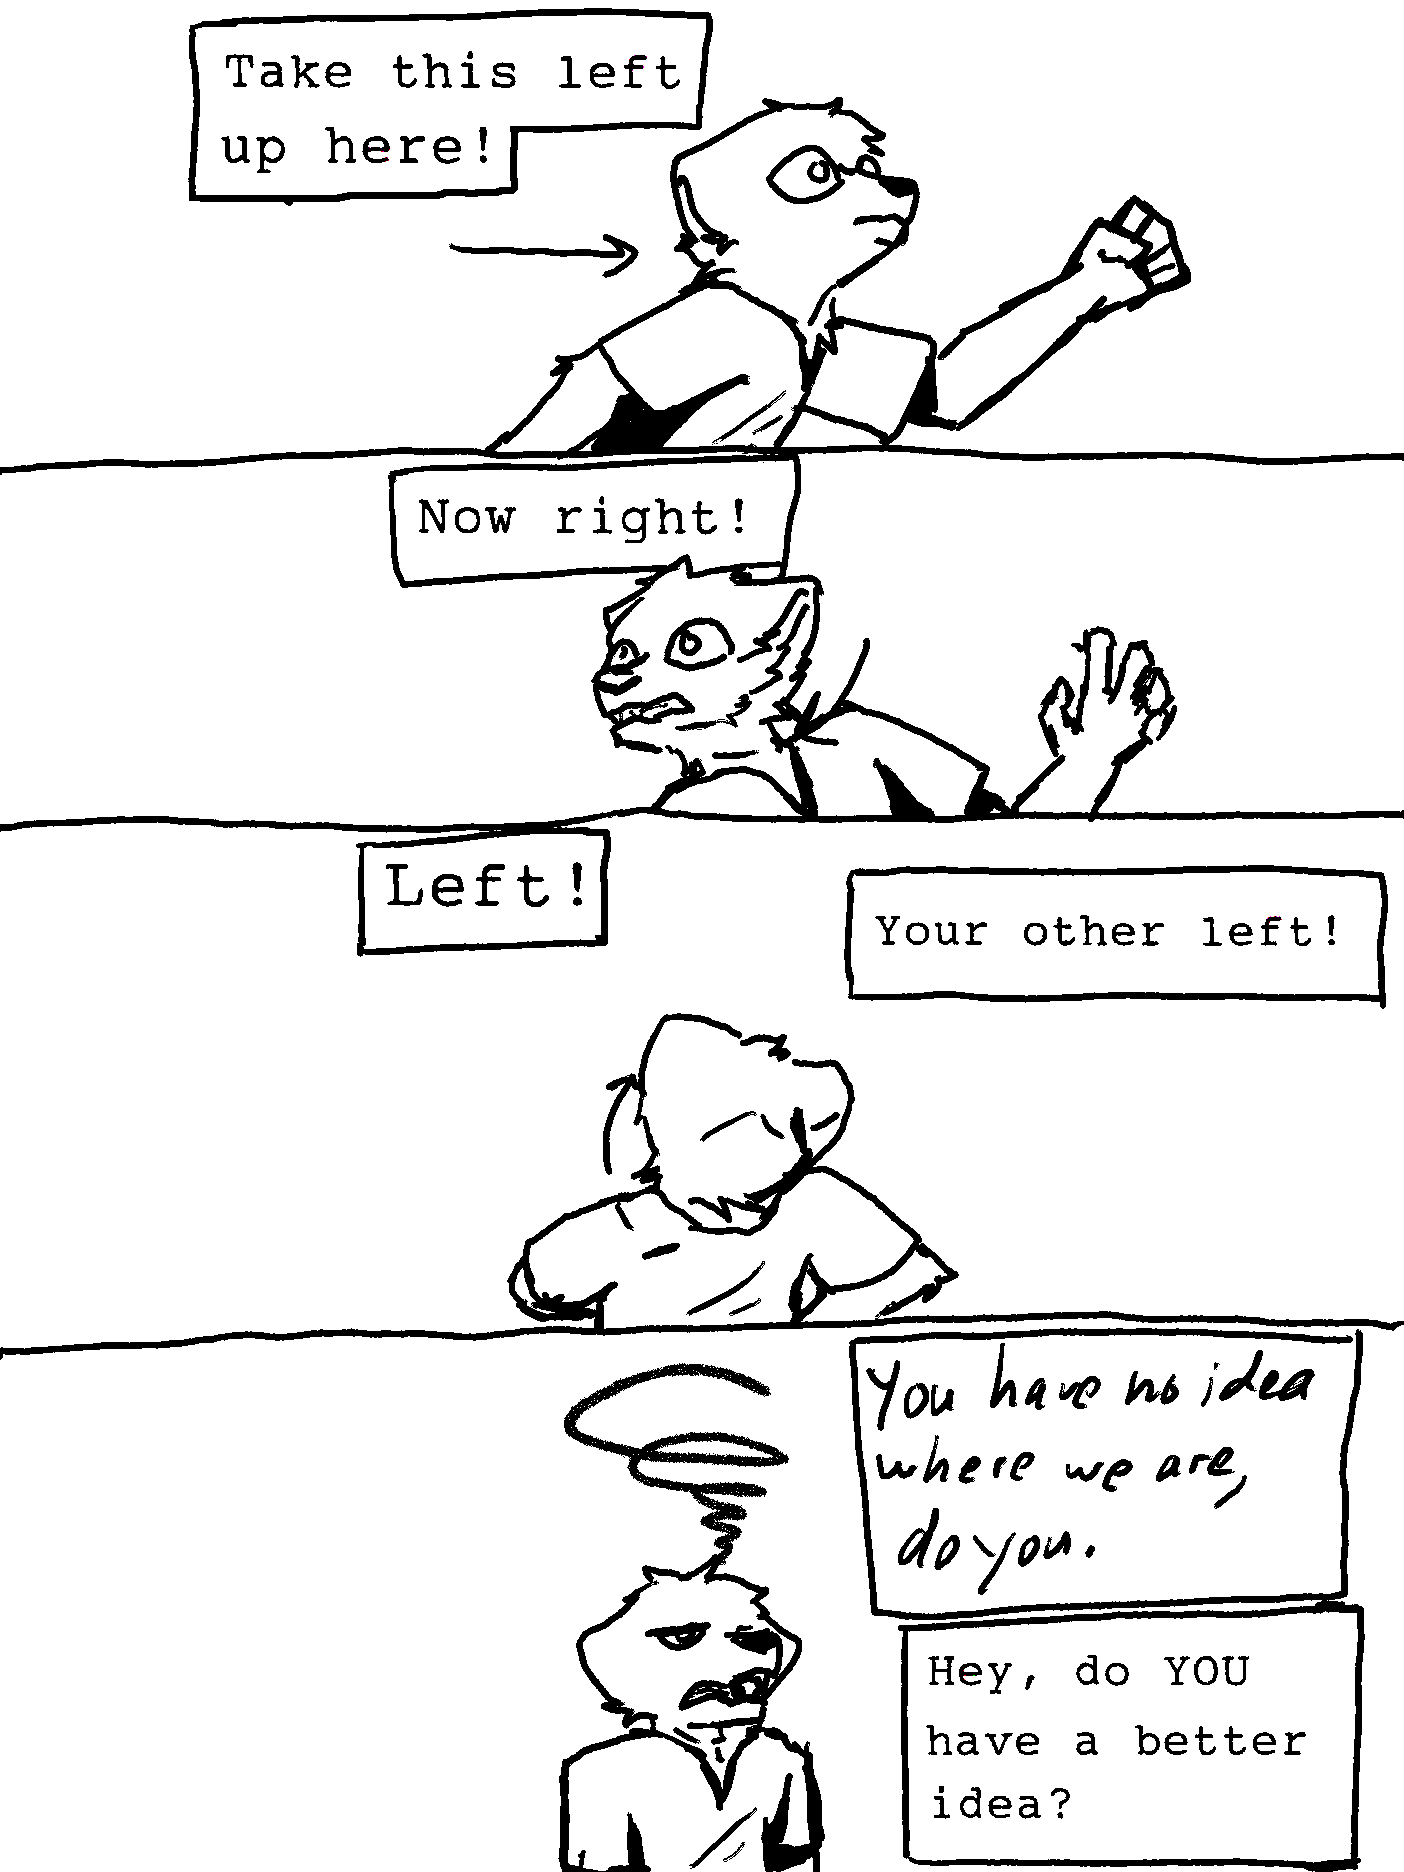 Take this left
up here!
Now right!
Left!
Your other left!
You have no idea
where we are,
do you.
Hey, do YOU
have a better
idea?